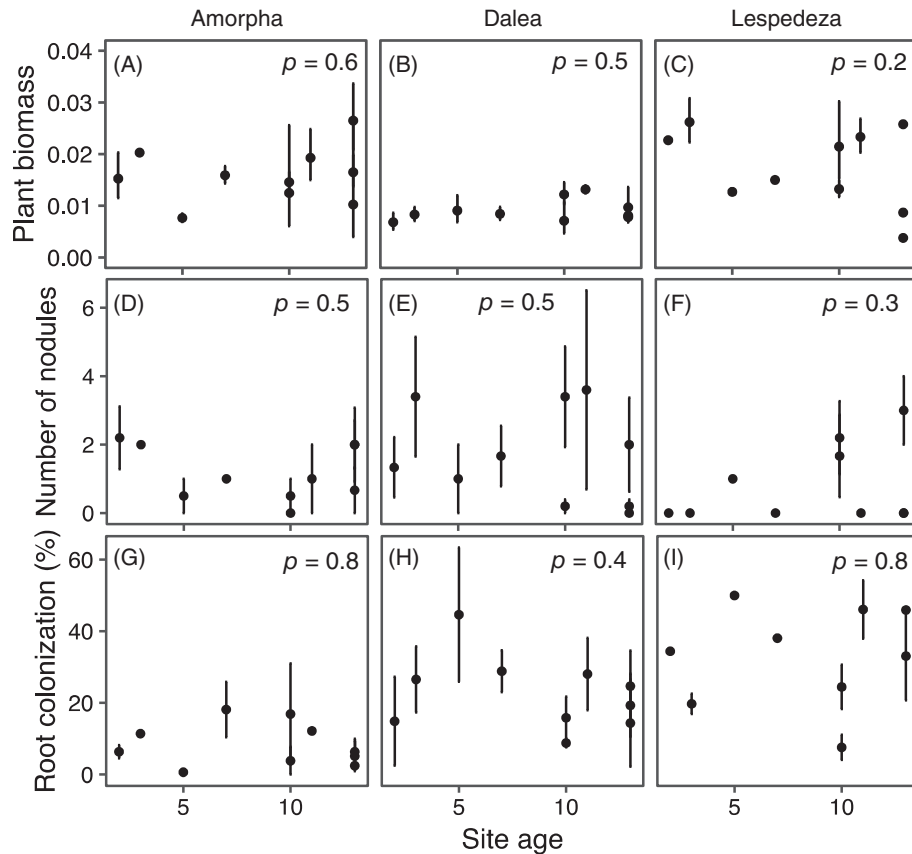 Amorpha Dalea Lespedeza
Plant biomass
0.04
0.03
0.02
0.01
0.00
(A) p = 0.6
(B) p = 0.5
(C) p = 0.2
Number of nodules
6
4
2
0
(D) p = 0.5
(E) p = 0.5
(F) p = 0.3
Root colonization (%)
60
40
20
0
(G) p = 0.8
(H) p = 0.4
(I) p = 0.8
5 10 5 10 5 10
Site age